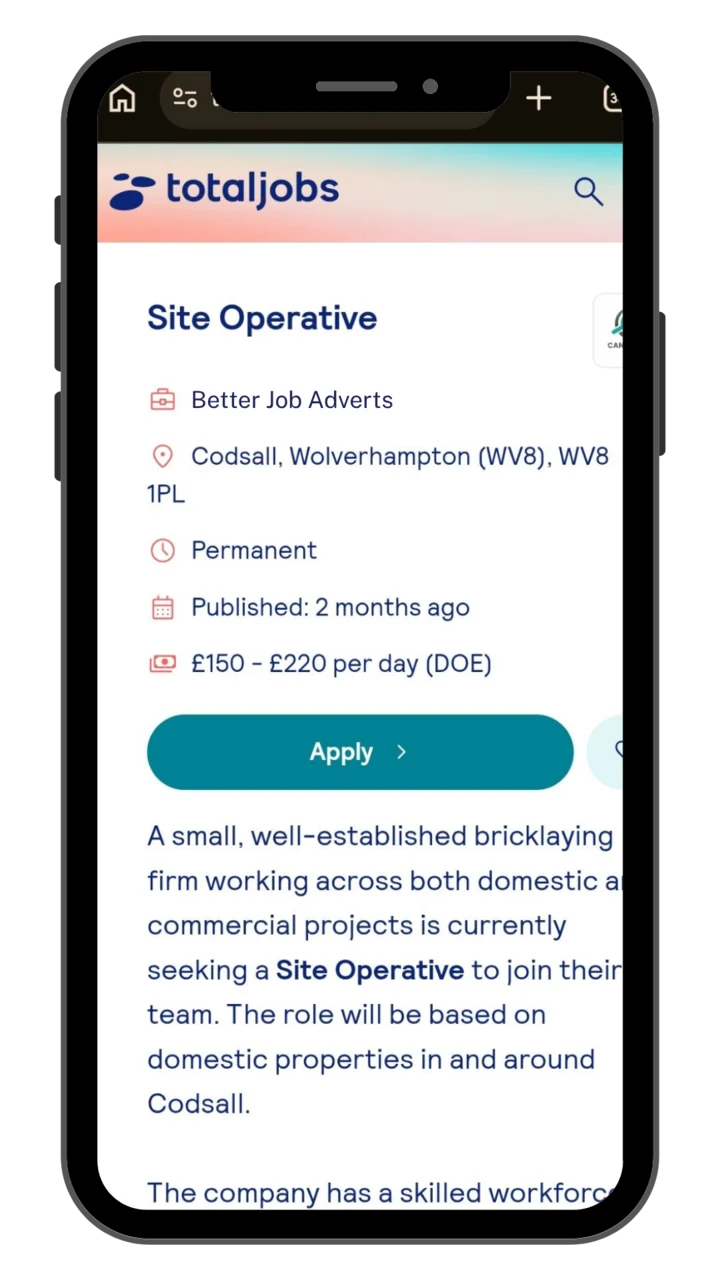 totaljobs
Site Operative
Better Job Adverts
Codsall, Wolverhampton (WV8), WV8
1PL
Permanent
Published: 2 months ago
£150 - £220 per day (DOE)
Apply
A small, well-established bricklaying
firm working across both domestic a
commercial projects is currently
seeking a Site Operative to join their
team. The role will be based on
domestic properties in and around
Codsall.
The company has a skilled workforc